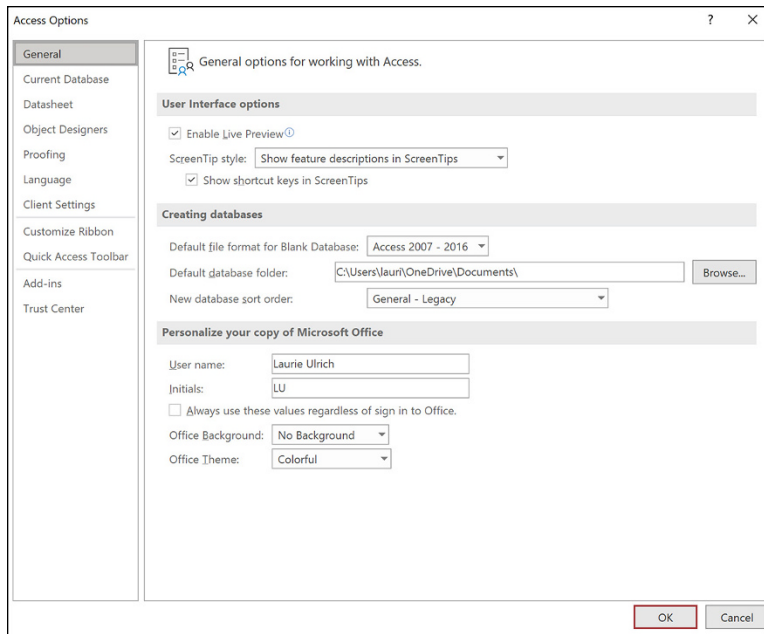 Access Options
?
General
Current Database
Datasheet
Object Designers
Proofing
Language
Client Settings
Customize Ribbon
Quick Access Toolbar
Add-ins
Trust Center
General options for working with Access.
User Interface options
Enable Live Preview
ScreenTip style: Show feature descriptions in ScreenTips
Show shortcut keys in ScreenTips
Creating databases
Default file format for Blank Database: Access 2007 - 2016
Default database folder: C:\Users\lauri\OneDrive\Documents\ Browse...
New database sort order: General - Legacy
Personalize your copy of Microsoft Office
User name: Laurie Ulrich
Initials: LU
Always use these values regardless of sign in to Office.
Office Background: No Background
Office Theme: Colorful
OK Cancel